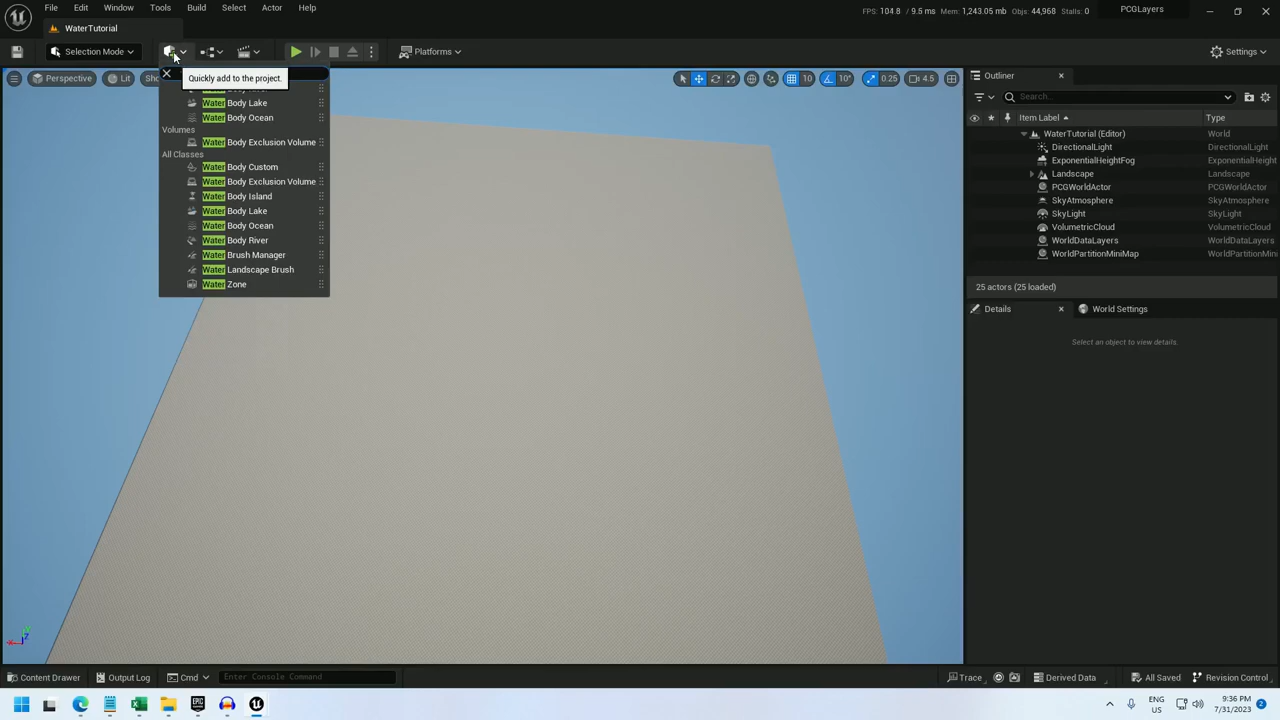 File Edit Window Tools Build Select Actor Help
FPS: 104.8 / 9.5 ms Mem: 1,243.05 mb Objs: 44,968 Stalls: 0 PCGLayers
WaterTutorial
Selection Mode Platforms Settings
Quickly add to the project.
Perspective Lit Sho
10 10° 0.25 4.5
Water
Water Body Lake
Water Body Ocean
Volumes
Water Body Exclusion Volume
All Classes
Water Body Custom
Water Body Exclusion Volume
Water Body Island
Water Body Lake
Water Body Ocean
Water Body River
Water Brush Manager
Water Landscape Brush
Water Zone
Outliner
Search...
Item Label Type
WaterTutorial (Editor) World
DirectionalLight DirectionalLight
ExponentialHeightFog ExponentialH
Landscape Landscape
PCGWorldActor PCGWorldActor
SkyAtmosphere SkyAtmosphere
SkyLight SkyLight
VolumetricCloud VolumetricCloud
WorldDataLayers WorldDataLayers
WorldPartitionMiniMap WorldPartitionMin
25 actors (25 loaded)
Details World Settings
Select an object to view details.
Content Drawer Output Log Cmd Enter Console Command Trace Derived Data All Saved Revision Control
ENG US 9:36 PM
7/31/2023 2